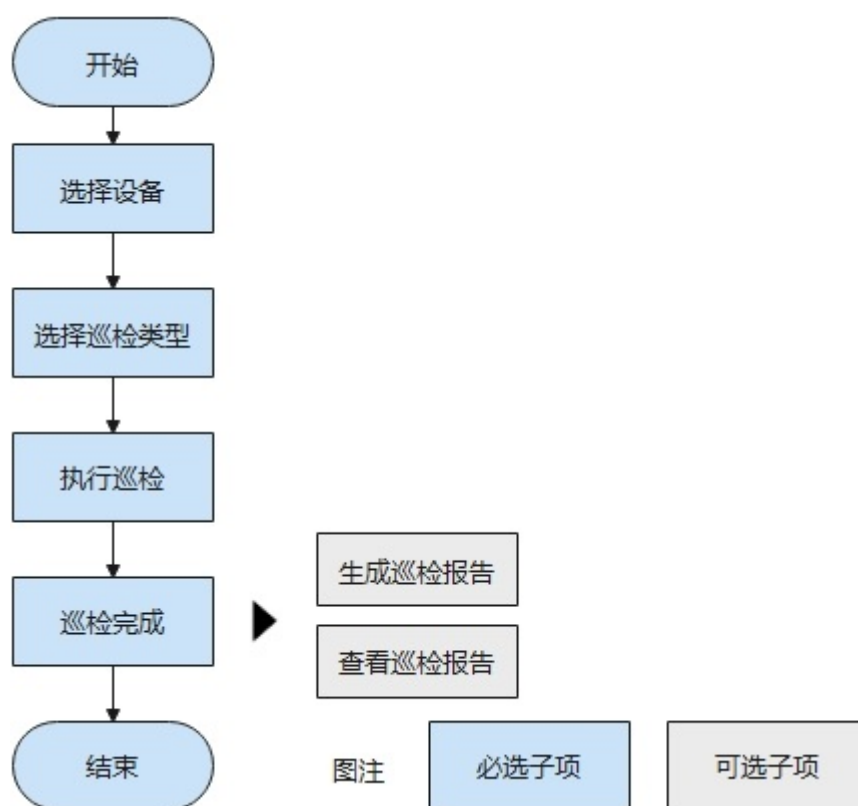 开始
选择设备
选择巡检类型
执行巡检
巡检完成
生成巡检报告
查看巡检报告
结束
图注
必选子项
可选子项